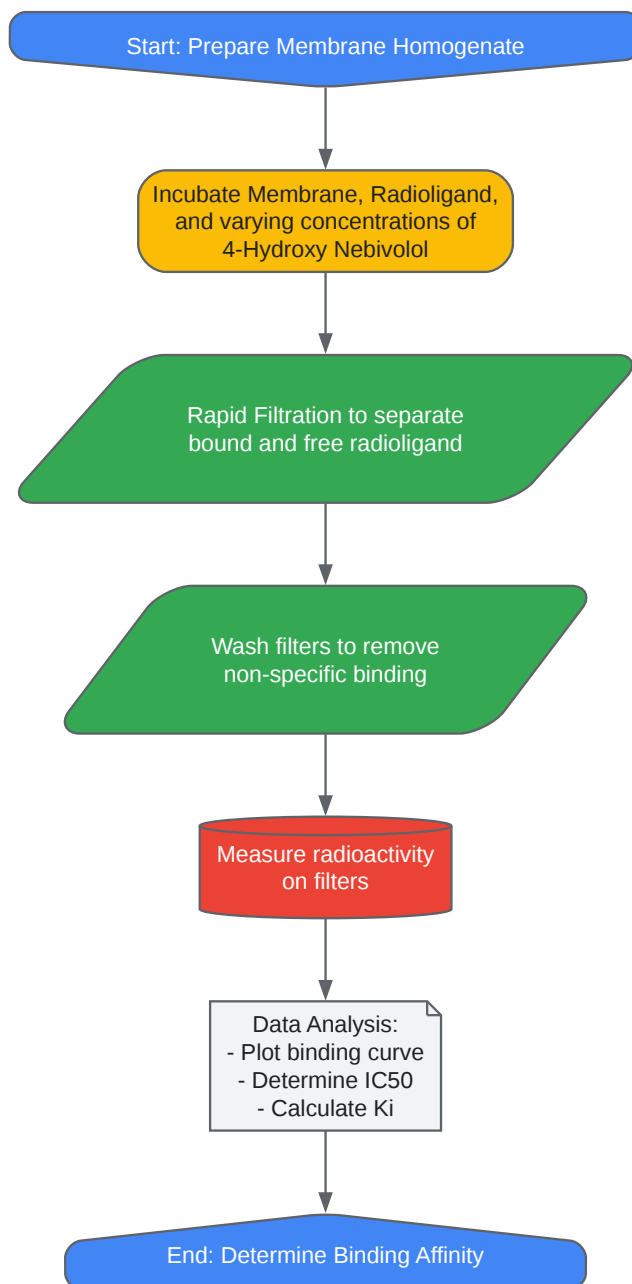 Start: Prepare Membrane Homogenate
Incubate Membrane, Radioligand,
and varying concentrations of
4-Hydroxy Nebivolol
Rapid Filtration to separate
bound and free radioligand
Wash filters to remove
non-specific binding
Measure radioactivity
on filters
Data Analysis:
- Plot binding curve
- Determine IC50
- Calculate Ki
End: Determine Binding Affinity